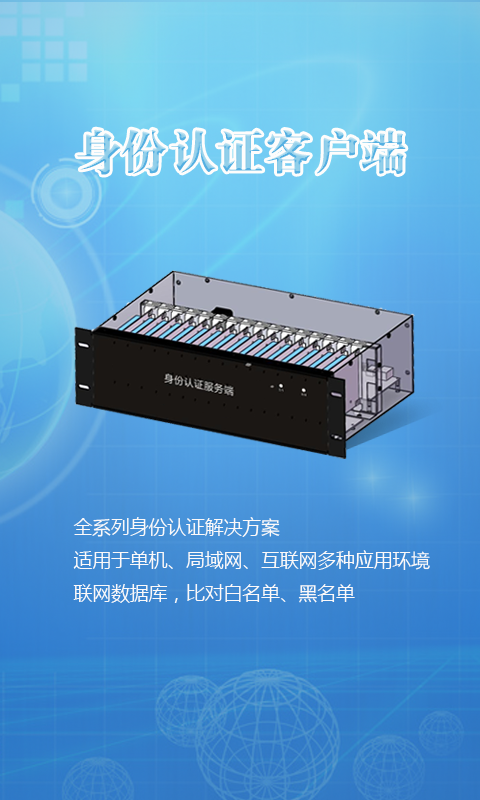 身份认证客户端
身份认证服务端
全系列身份认证解决方案
适用于单机、局域网、互联网多种应用环境
联网数据库，比对白名单、黑名单